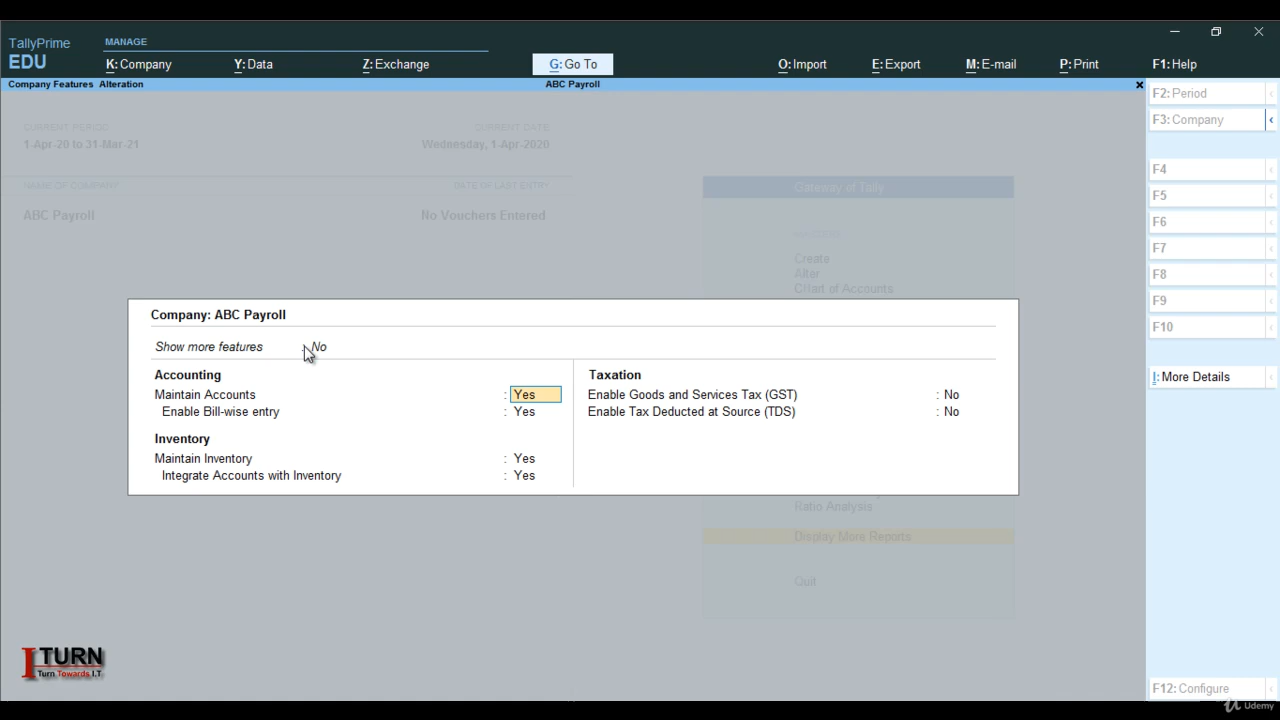 TallyPrime
EDU
MANAGE
K: Company
Y: Data
Z: Exchange
G: Go To
O: Import
E: Export
M: E-mail
P: Print
F1: Help
Company Features Alteration
ABC Payroll
F2: Period
F3: Company
F4
F5
F6
F7
F8
F9
F10
I: More Details
F12: Configure
CURRENT PERIOD
1-Apr-20 to 31-Mar-21
CURRENT DATE
Wednesday, 1-Apr-2020
NAME OF COMPANY
ABC Payroll
DATE OF LAST ENTRY
No Vouchers Entered
Gateway of Tally
MASTERS
Create
Alter
CHart of Accounts
Company: ABC Payroll
Show more features : No
Accounting
Maintain Accounts : Yes
Enable Bill-wise entry : Yes
Inventory
Maintain Inventory : Yes
Integrate Accounts with Inventory : Yes
Taxation
Enable Goods and Services Tax (GST) : No
Enable Tax Deducted at Source (TDS) : No
Ratio Analysis
Display More Reports
Quit
I TURN
Turn Towards I.T.
Udemy